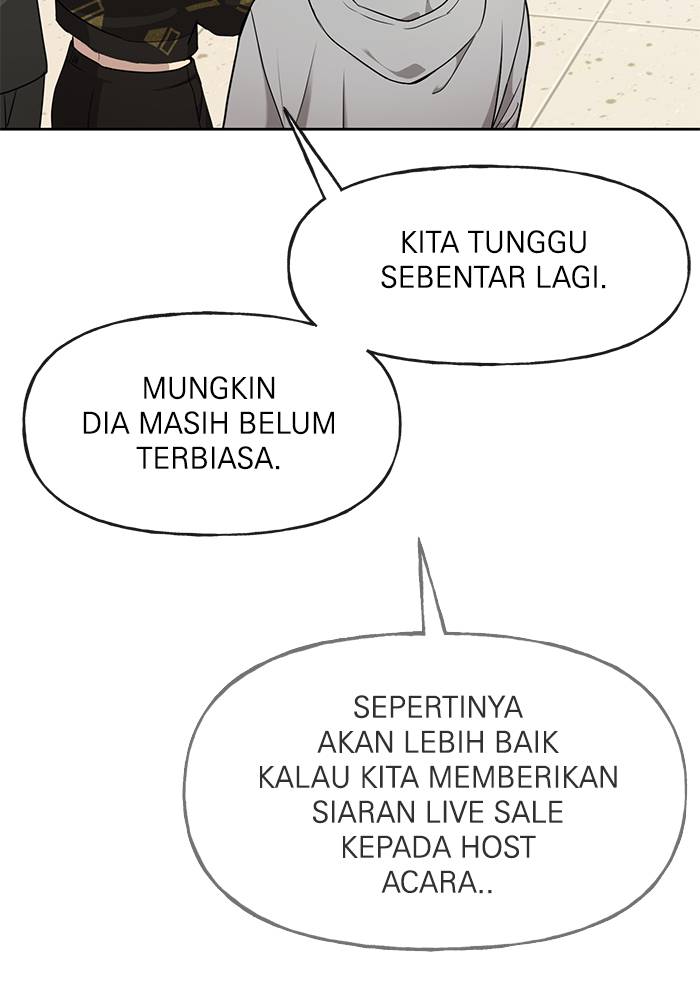 KITA TUNGGU
SEBENTAR LAGI.
MUNGKIN
DIA MASIH BELUM
TERBIASA.
SEPERTINYA
AKAN LEBIH BAIK
KALAU KITA MEMBERIKAN
SIARAN LIVE SALE
KEPADA HOST
ACARA..